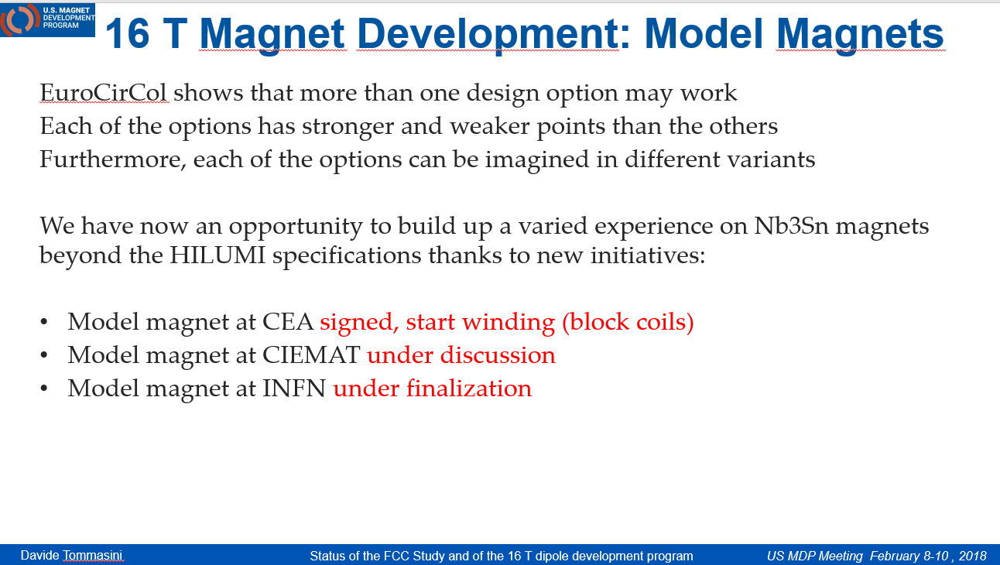 U.S. MAGNET
DEVELOPMENT
PROGRAM
16 T Magnet Development: Model Magnets
EuroCirCol shows that more than one design option may work
Each of the options has stronger and weaker points than the others
Furthermore, each of the options can be imagined in different variants
We have now an opportunity to build up a varied experience on Nb3Sn magnets
beyond the HILUMI specifications thanks to new initiatives:
• Model magnet at CEA signed, start winding (block coils)
• Model magnet at CIEMAT under discussion
• Model magnet at INFN under finalization
Davide Tommasini
Status of the FCC Study and of the 16 T dipole development program
US MDP Meeting February 8-10 , 2018